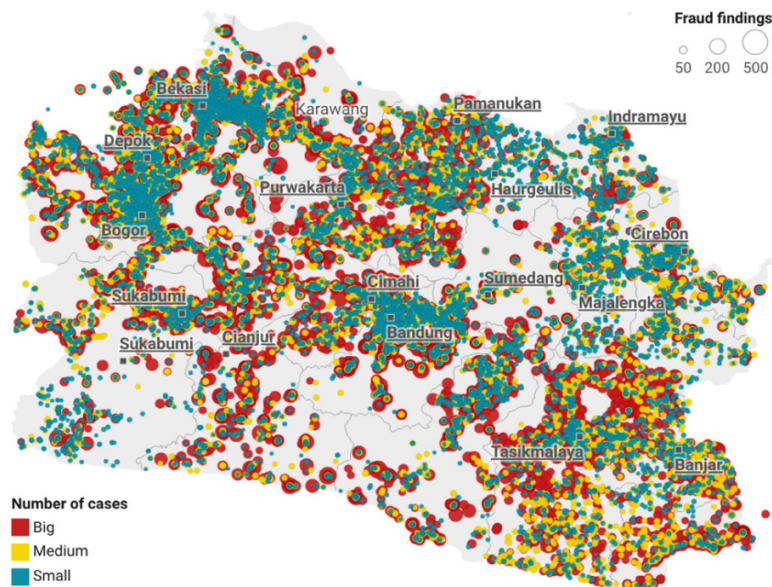 Fraud findings
50 200 500
Bekasi
Karawang
Pamanukan
Indramayu
Depok
Purwakarta
Haurgeulis
Bogor
Cirebon
Cimahi
Sumedang
Sukabumi
Majalengka
Bandung
Sukabumi
Cianjur
Tasikmalaya
Banjar
Number of cases
Big
Medium
Small